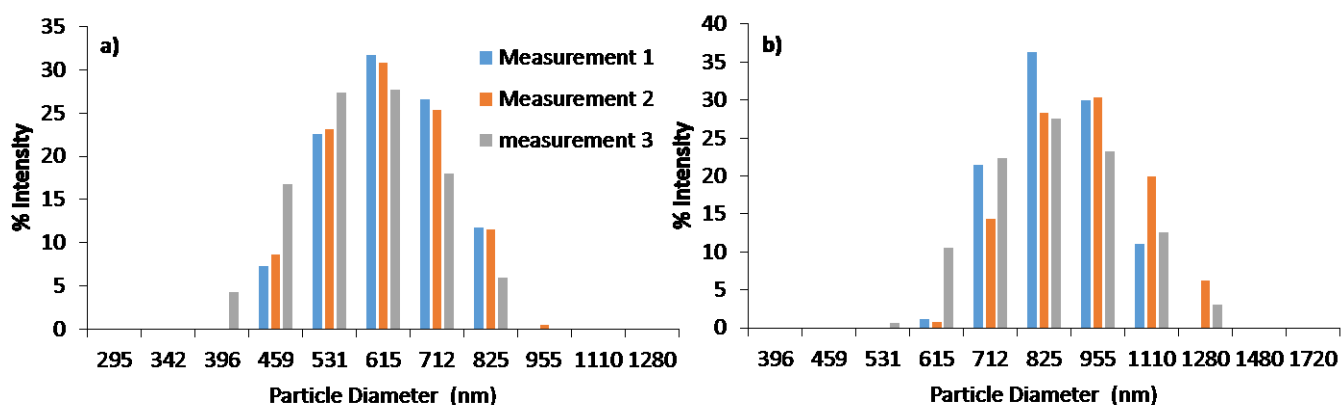 a)
Measurement 1
Measurement 2
measurement 3
% Intensity
35
30
25
20
15
10
5
0
295 342 396 459 531 615 712 825 955 1110 1280
Particle Diameter (nm)
b)
% Intensity
40
35
30
25
20
15
10
5
0
396 459 531 615 712 825 955 1110 1280 1480 1720
Particle Diameter (nm)